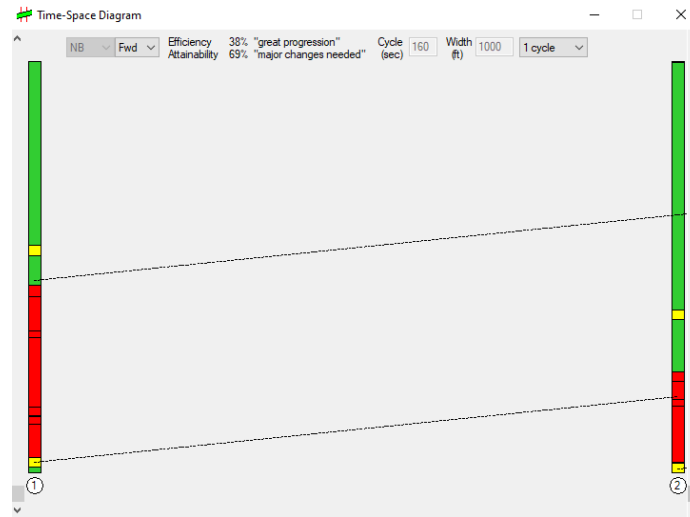 Time-Space Diagram
NB Fwd Efficiency 38% "great progression" Cycle 160 Width 1000 1 cycle
Attainability 69% "major changes needed" (sec) (ft)
1 2